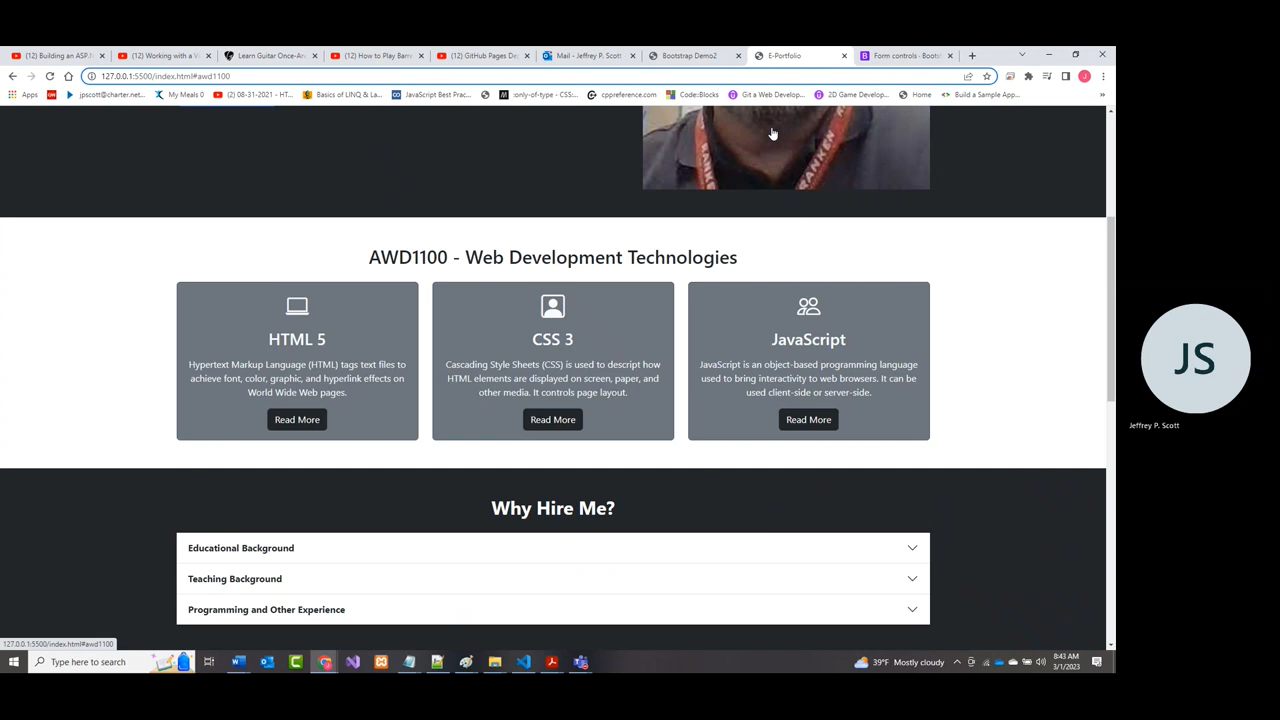 (12) Building an ASP.N
(12) Working with a Vi
Learn Guitar Once-An
(12) How to Play Barre
(12) GitHub Pages De
Mail - Jeffrey P. Scott
Bootstrap Demo2
E-Portfolio
Form controls · Boots
127.0.0.1:5500/index.html#awd1100
Apps
jpscott@charter.net...
My Meals 0
(2) 08-31-2021 - HT...
Basics of LINQ & La...
JavaScript Best Prac...
:only-of-type - CSS:...
cppreference.com
Code::Blocks
Git a Web Develop...
2D Game Develop...
Home
Build a Sample App...
RANKEN
RANKEN
AWD1100 - Web Development Technologies
HTML 5
Hypertext Markup Language (HTML) tags text files to
achieve font, color, graphic, and hyperlink effects on
World Wide Web pages.
Read More
CSS 3
Cascading Style Sheets (CSS) is used to descript how
HTML elements are displayed on screen, paper, and
other media. It controls page layout.
Read More
JavaScript
JavaScript is an object-based programming language
used to bring interactivity to web browsers. It can be
used client-side or server-side.
Read More
Why Hire Me?
Educational Background
Teaching Background
Programming and Other Experience
127.0.0.1:5500/index.html#awd1100
Type here to search
39°F Mostly cloudy
8:43 AM
3/1/2023
JS
Jeffrey P. Scott